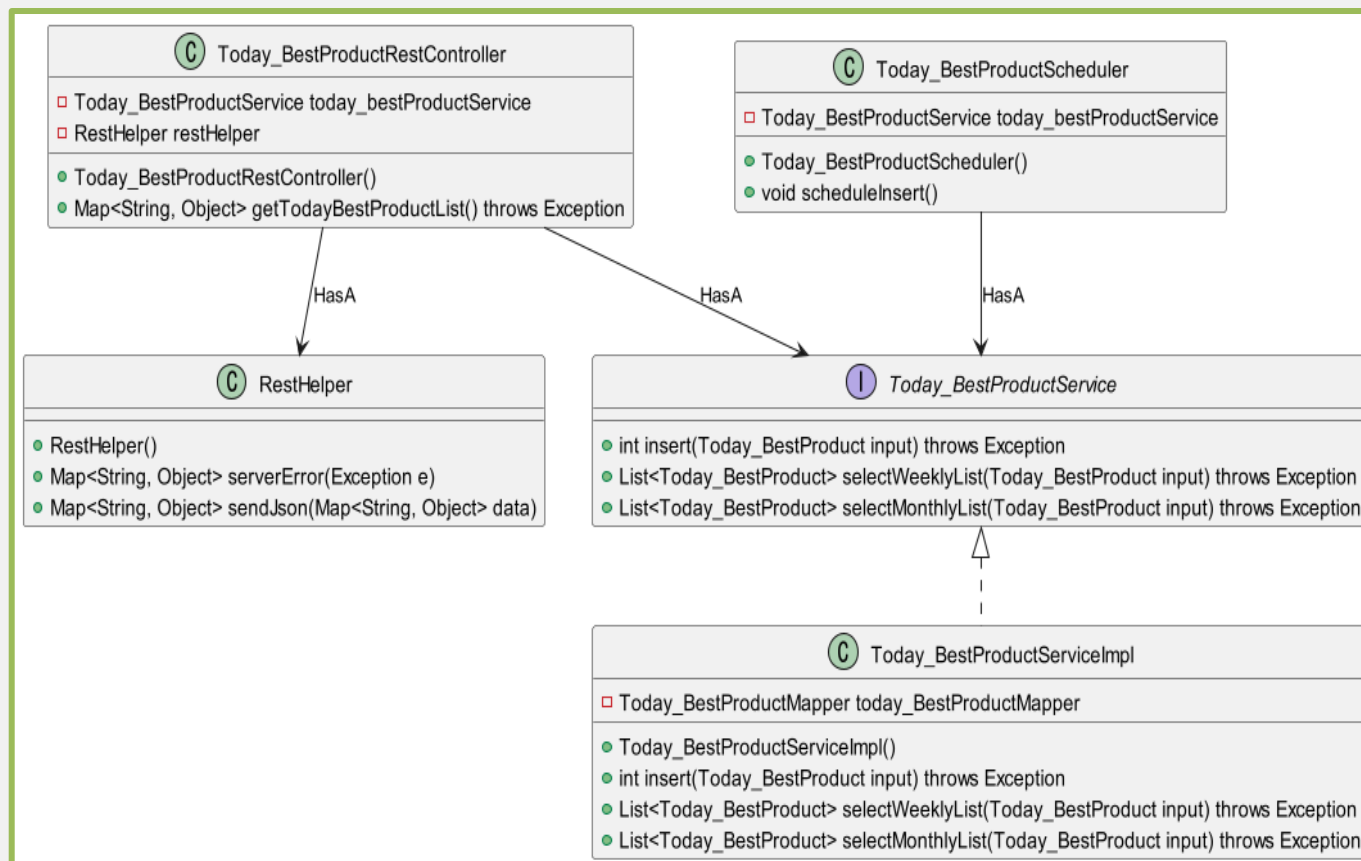 C Today_BestProductRestController
Today_BestProductService today_bestProductService
RestHelper restHelper
Today_BestProductRestController()
Map<String, Object> getTodayBestProductList() throws Exception
C Today_BestProductScheduler
Today_BestProductService today_bestProductService
Today_BestProductScheduler()
void scheduleInsert()
HasA
HasA
HasA
C RestHelper
RestHelper()
Map<String, Object> serverError(Exception e)
Map<String, Object> sendJson(Map<String, Object> data)
I Today_BestProductService
int insert(Today_BestProduct input) throws Exception
List<Today_BestProduct> selectWeeklyList(Today_BestProduct input) throws Exception
List<Today_BestProduct> selectMonthlyList(Today_BestProduct input) throws Exception
C Today_BestProductServiceImpl
Today_BestProductMapper today_BestProductMapper
Today_BestProductServiceImpl()
int insert(Today_BestProduct input) throws Exception
List<Today_BestProduct> selectWeeklyList(Today_BestProduct input) throws Exception
List<Today_BestProduct> selectMonthlyList(Today_BestProduct input) throws Exception